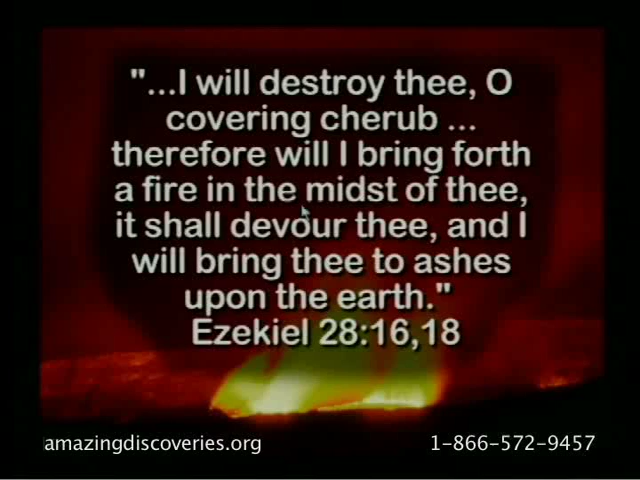 "...I will destroy thee, O
covering cherub ...
therefore will I bring forth
a fire in the midst of thee,
it shall devour thee, and I
will bring thee to ashes
upon the earth."
Ezekiel 28:16,18
amazingdiscoveries.org
1-866-572-9457